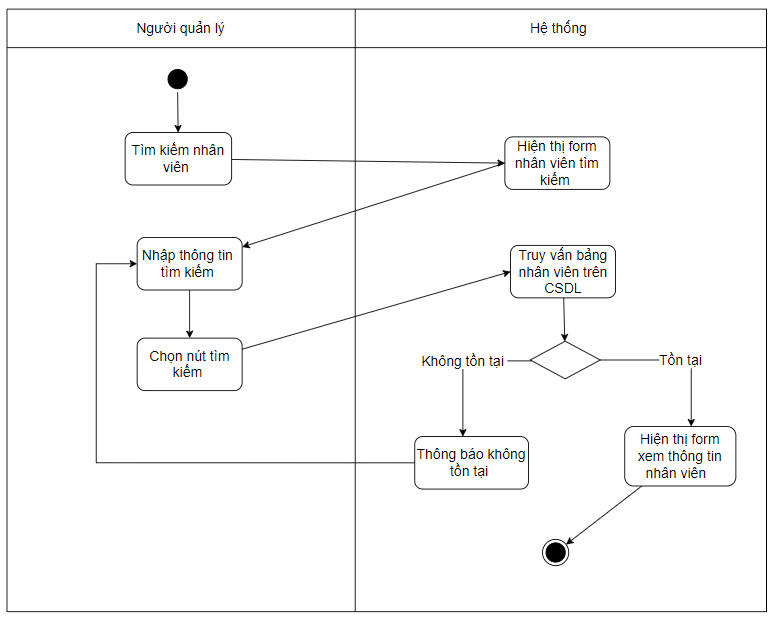 Người quản lý
Hệ thống
Tìm kiếm nhân
viên
Hiện thị form
nhân viên tìm
kiếm
Nhập thông tin
tìm kiếm
Truy vấn bảng
nhân viên trên
CSDL
Chọn nút tìm
kiếm
Không tồn tại
Tồn tại
Thông báo không
tồn tại
Hiện thị form
xem thông tin
nhân viên